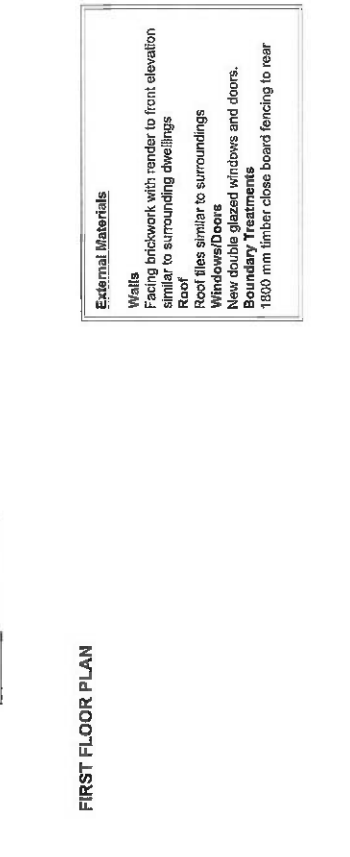 FIRST FLOOR PLAN
External Materials
Walls
Facing brickwork with render to front elevation
similar to surrounding dwellings
Roof
Roof tiles similar to surroundings
Windows/Doors
New double glazed windows and doors.
Boundary Treatments
1800 mm timber close board fencing to rear